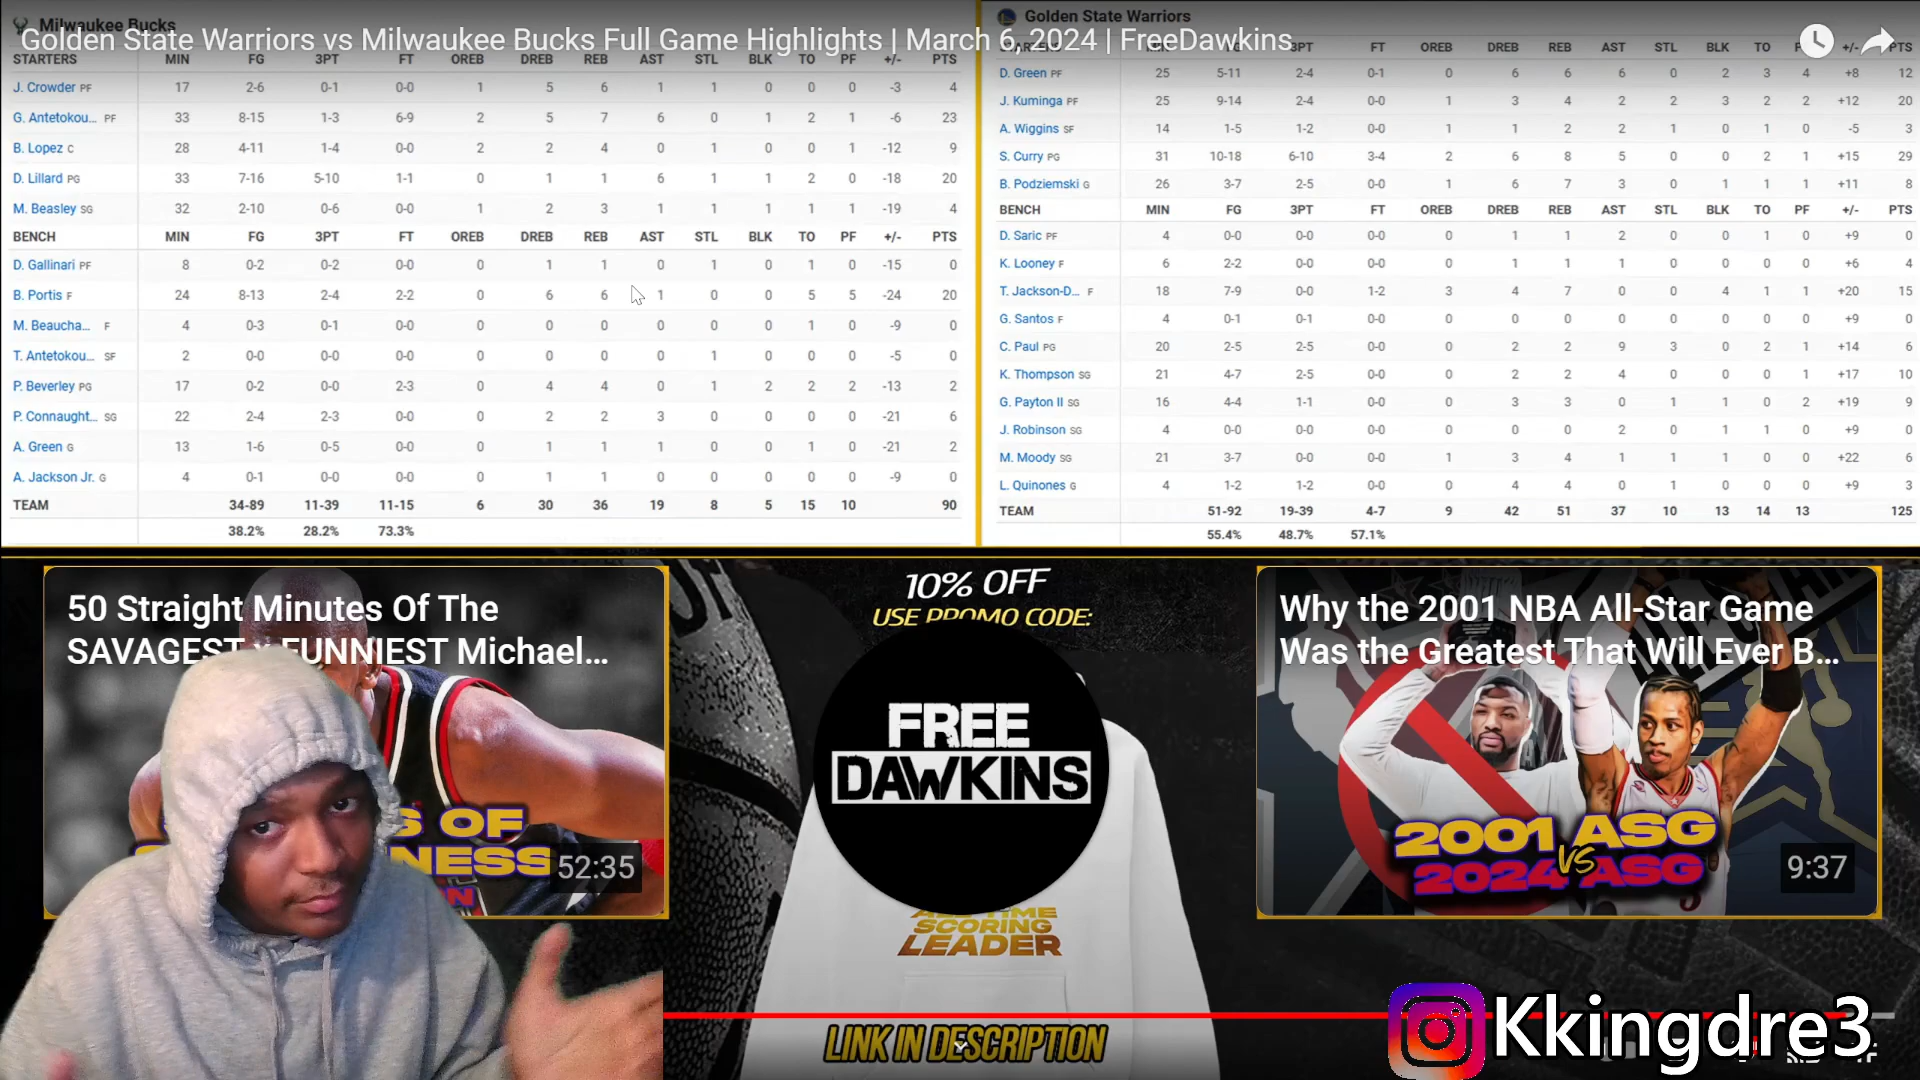 Golden State Warriors vs Milwaukee Bucks Full Game Highlights | March 6, 2024 | FreeDawkins
Milwaukee Bucks
STARTERS MIN FG 3PT FT OREB DREB REB AST STL BLK TO PF +/- PTS
J. Crowder PF 17 2-6 0-1 0-0 1 5 6 1 1 0 0 0 -3 4
G. Antetokou... PF 33 8-15 1-3 6-9 2 5 7 6 0 1 2 1 -6 23
B. Lopez C 28 4-11 1-4 0-0 2 2 4 0 1 0 0 1 -12 9
D. Lillard PG 33 7-16 5-10 1-1 0 1 1 6 1 1 2 0 -18 20
M. Beasley SG 32 2-10 0-6 0-0 1 2 3 1 1 1 1 1 -19 4
BENCH MIN FG 3PT FT OREB DREB REB AST STL BLK TO PF +/- PTS
D. Gallinari PF 8 0-2 0-2 0-0 0 1 1 0 1 0 1 0 -15 0
B. Portis F 24 8-13 2-4 2-2 0 6 6 1 0 0 5 5 -24 20
M. Beaucha... F 4 0-3 0-1 0-0 0 0 0 0 0 0 1 0 -9 0
T. Antetokou... SF 2 0-0 0-0 0-0 0 0 0 0 1 0 0 0 -5 0
P. Beverley PG 17 0-2 0-0 2-3 0 4 4 0 1 2 2 2 -13 2
P. Connaught... SG 22 2-4 2-3 0-0 0 2 2 3 0 0 0 0 -21 6
A. Green G 13 1-6 0-5 0-0 0 1 1 1 0 0 1 0 -21 2
A. Jackson Jr. G 4 0-1 0-0 0-0 0 1 1 0 0 0 0 0 -9 0
TEAM 34-89 11-39 11-15 6 30 36 19 8 5 15 10 90
38.2% 28.2% 73.3%
Golden State Warriors
MIN FG 3PT FT OREB DREB REB AST STL BLK TO +/- PTS
D. Green PF 25 5-11 2-4 0-1 0 6 6 6 0 2 3 4 +8 12
J. Kuminga PF 25 9-14 2-4 0-0 1 3 4 2 2 3 2 2 +12 20
A. Wiggins SF 14 1-5 1-2 0-0 1 1 2 2 1 0 1 0 -5 3
S. Curry PG 31 10-18 6-10 3-4 2 6 8 5 0 0 2 1 +15 29
B. Podziemski G 26 3-7 2-5 0-0 1 6 7 3 0 1 1 1 +11 8
BENCH MIN FG 3PT FT OREB DREB REB AST STL BLK TO PF +/- PTS
D. Saric PF 4 0-0 0-0 0-0 0 1 1 2 0 0 1 0 +9 0
K. Looney F 6 2-2 0-0 0-0 0 1 1 1 0 0 0 0 +6 4
T. Jackson-D... F 18 7-9 0-0 1-2 3 4 7 0 0 4 1 1 +20 15
G. Santos F 4 0-1 0-1 0-0 0 0 0 0 0 0 0 0 +9 0
C. Paul PG 20 2-5 2-5 0-0 0 2 2 9 3 0 2 1 +14 6
K. Thompson SG 21 4-7 2-5 0-0 0 2 2 4 0 0 0 1 +17 10
G. Payton II SG 16 4-4 1-1 0-0 0 3 3 0 1 1 0 2 +19 9
J. Robinson SG 4 0-0 0-0 0-0 0 0 0 2 0 1 1 0 +9 0
M. Moody SG 21 3-7 0-0 0-0 1 3 4 1 1 1 0 0 +22 6
L. Quinones G 4 1-2 1-2 0-0 0 4 4 0 1 0 0 0 +9 3
TEAM 51-92 19-39 4-7 9 42 51 37 10 13 14 13 125
55.4% 48.7% 57.1%
50 Straight Minutes Of The
SAVAGEST x FUNNIEST Michael...
S OF
NESS
52:35
10% OFF
USE PROMO CODE:
FREE
DAWKINS
ALL TIME
SCORING
LEADER
LINK IN DESCRIPTION
Why the 2001 NBA All-Star Game
Was the Greatest That Will Ever B...
2001 ASG
VS
2024 ASG
9:37
Kkingdre3